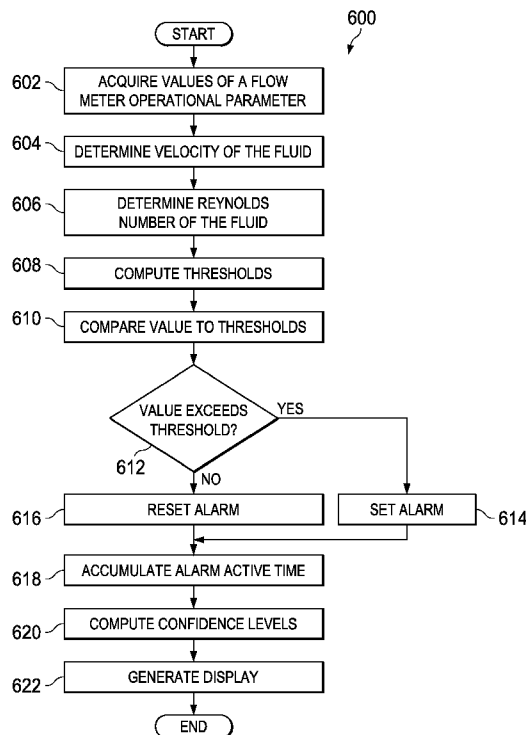 START
600
602
ACQUIRE VALUES OF A FLOW
METER OPERATIONAL PARAMETER
604
DETERMINE VELOCITY OF THE FLUID
606
DETERMINE REYNOLDS
NUMBER OF THE FLUID
608
COMPUTE THRESHOLDS
610
COMPARE VALUE TO THRESHOLDS
VALUE EXCEEDS
THRESHOLD?
YES
612
NO
616
RESET ALARM
SET ALARM
614
618
ACCUMULATE ALARM ACTIVE TIME
620
COMPUTE CONFIDENCE LEVELS
622
GENERATE DISPLAY
END